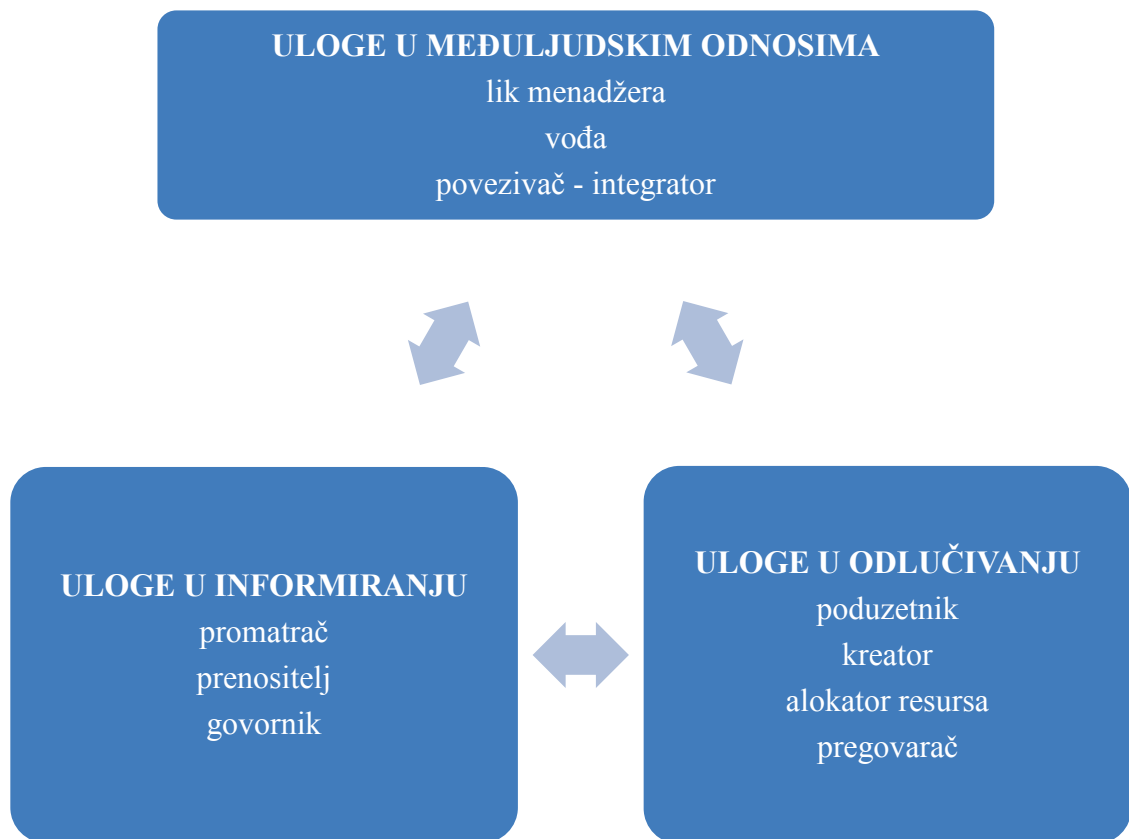 ULOGE U MEĐULJUDSKIM ODNOSIMA
lik menadžera
vođa
povezivač - integrator
ULOGE U INFORMIRANJU
promatrač
prenositelj
govornik
ULOGE U ODLUČIVANJU
poduzetnik
kreator
alokator resursa
pregovarač